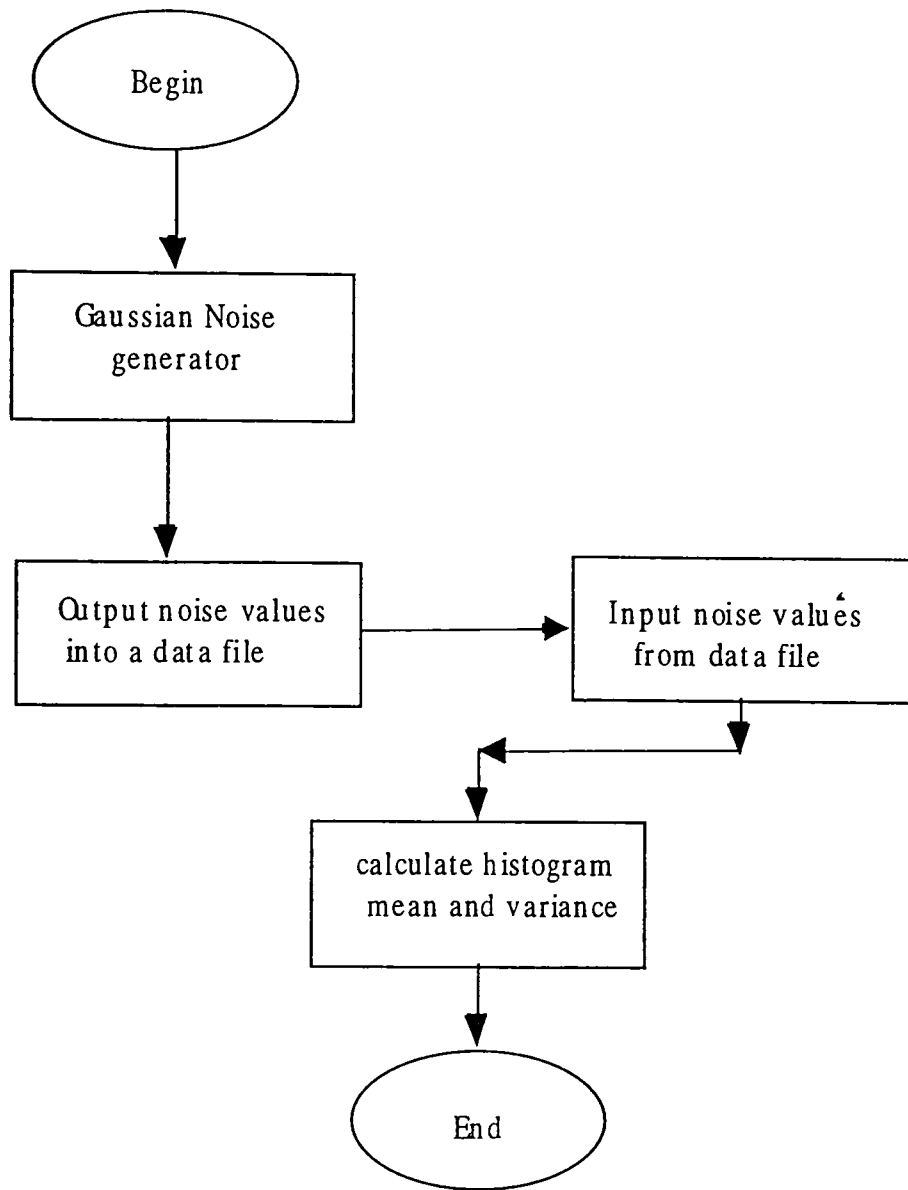 Begin
Gaussian Noise
generator
Output noise values
into a data file
Input noise values
from data file
calculate histogram
mean and variance
End